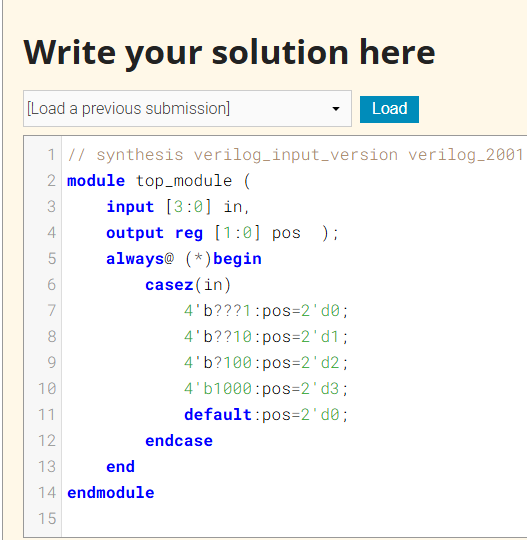 Write your solution here
[Load a previous submission] Load
1 // synthesis verilog_input_version verilog_2001
2 module top_module (
3 input [3:0] in,
4 output reg [1:0] pos  );
5 always@ (*)begin
6 casez(in)
7 4'b???1:pos=2'd0;
8 4'b??10:pos=2'd1;
9 4'b?100:pos=2'd2;
10 4'b1000:pos=2'd3;
11 default:pos=2'd0;
12 endcase
13 end
14 endmodule
15